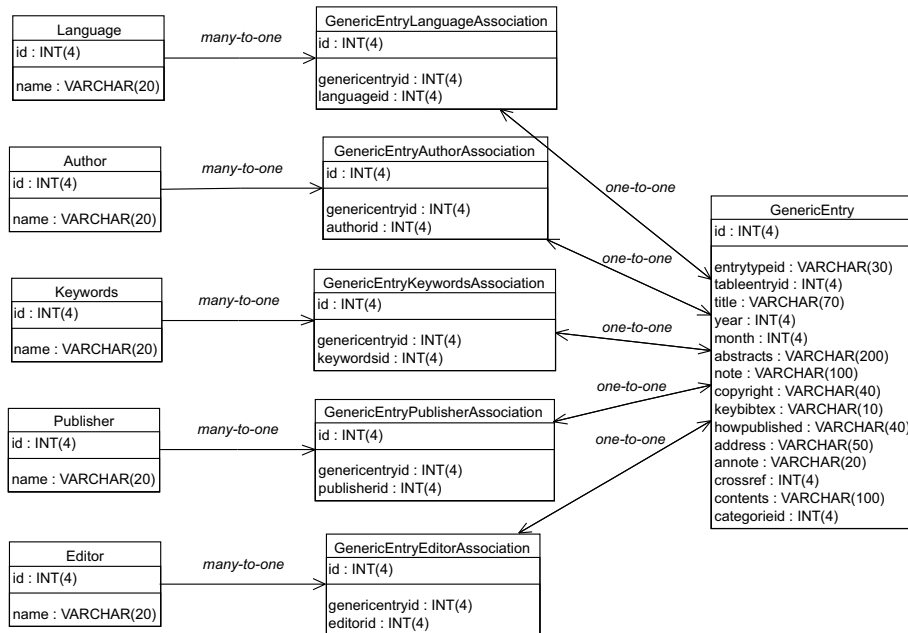 Language
id : INT(4)
name : VARCHAR(20)
many-to-one
GenericEntryLanguageAssociation
id : INT(4)
genericentryid : INT(4)
languageid : INT(4)
Author
id : INT(4)
name : VARCHAR(20)
many-to-one
GenericEntryAuthorAssociation
id : INT(4)
genericentryid : INT(4)
authorid : INT(4)
Keywords
id : INT(4)
name : VARCHAR(20)
many-to-one
GenericEntryKeywordsAssociation
id : INT(4)
genericentryid : INT(4)
keywordsid : INT(4)
Publisher
id : INT(4)
name : VARCHAR(20)
many-to-one
GenericEntryPublisherAssociation
id : INT(4)
genericentryid : INT(4)
publisherid : INT(4)
Editor
id : INT(4)
name : VARCHAR(20)
many-to-one
GenericEntryEditorAssociation
id : INT(4)
genericentryid : INT(4)
editorid : INT(4)
one-to-one
one-to-one
one-to-one
one-to-one
one-to-one
GenericEntry
id : INT(4)
entrytypeid : VARCHAR(30)
tableentryid : INT(4)
title : VARCHAR(70)
year : INT(4)
month : INT(4)
abstracts : VARCHAR(200)
note : VARCHAR(100)
copyright : VARCHAR(40)
keybibtex : VARCHAR(10)
howpublished : VARCHAR(40)
address : VARCHAR(50)
annote : VARCHAR(20)
crossref : INT(4)
contents : VARCHAR(100)
categorieid : INT(4)